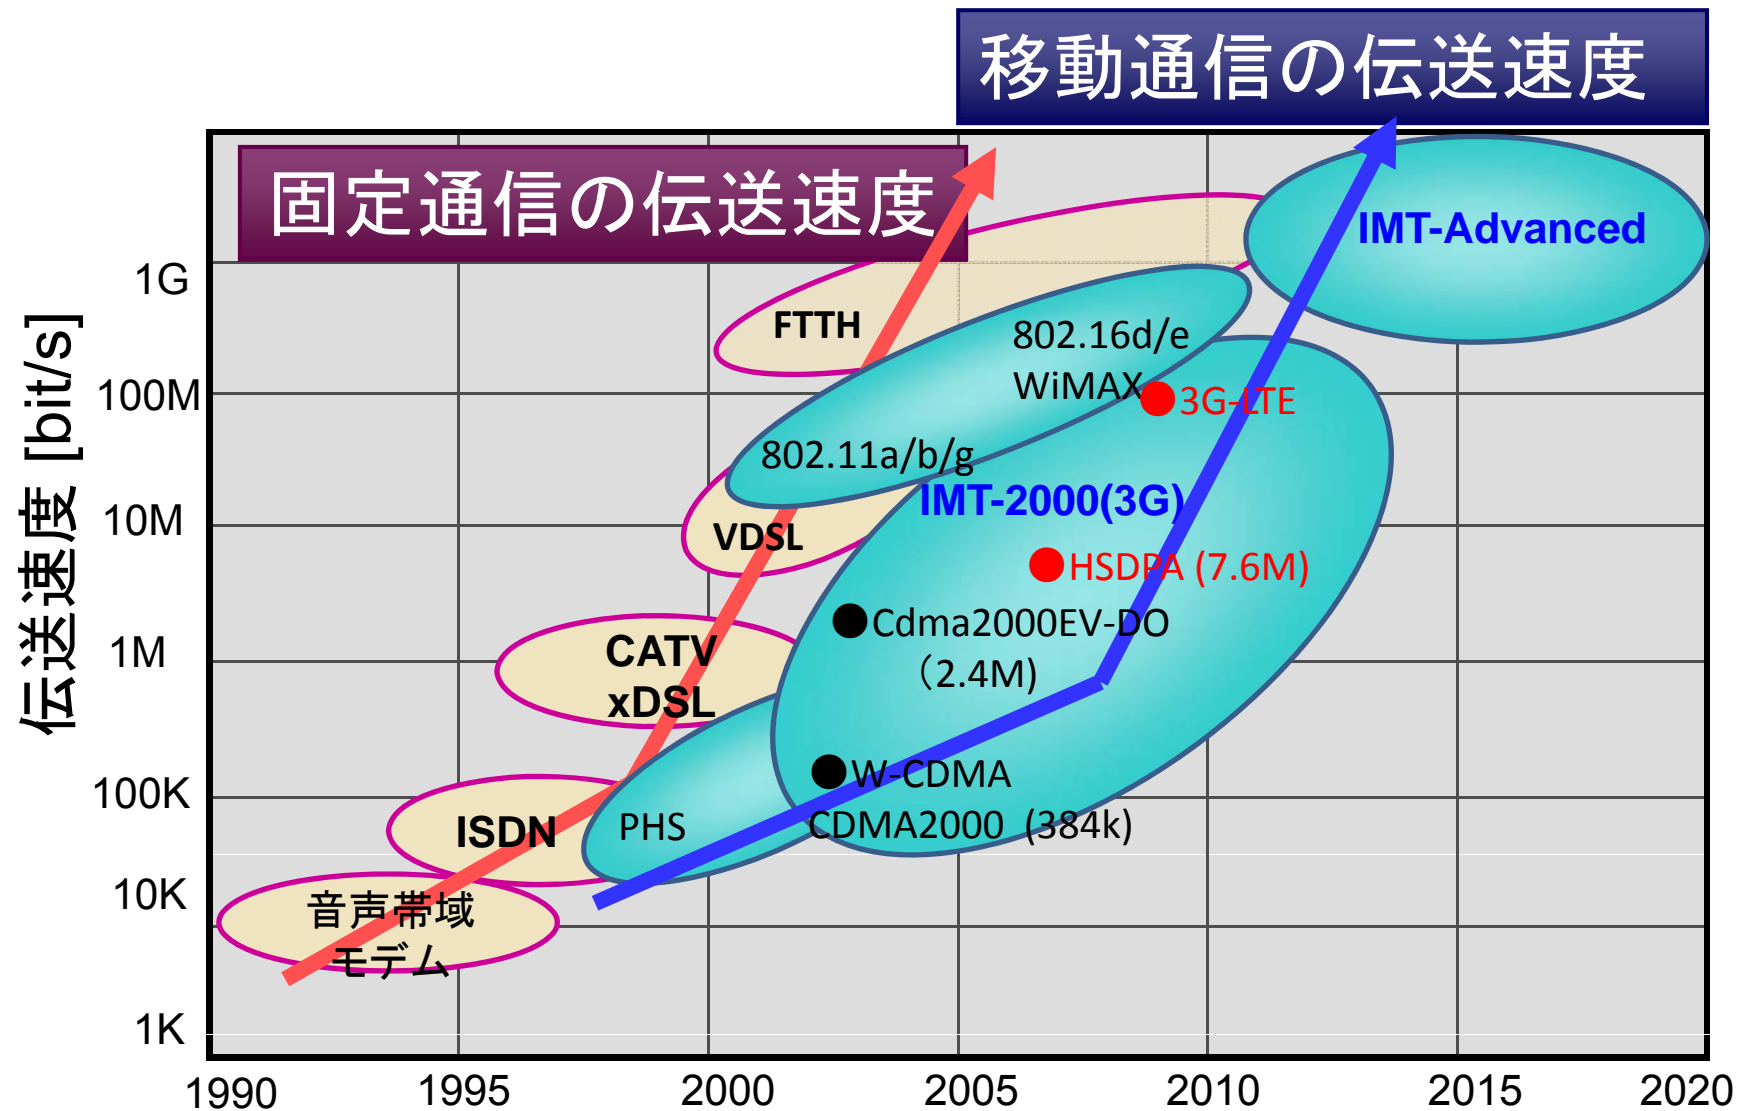 移動通信の伝送速度
固定通信の伝送速度
IMT-Advanced
1G
FTTH
802.16d/e
WiMAX
3G-LTE
100M
802.11a/b/g
IMT-2000(3G)
10M
VDSL
HSDPA (7.6M)
Cdma2000EV-DO
（2.4M)
1M
CATV
xDSL
W-CDMA
CDMA2000 (384k)
100K
ISDN
PHS
10K
音声帯域
モデム
1K
伝送速度 [bit/s]
1990 1995 2000 2005 2010 2015 2020